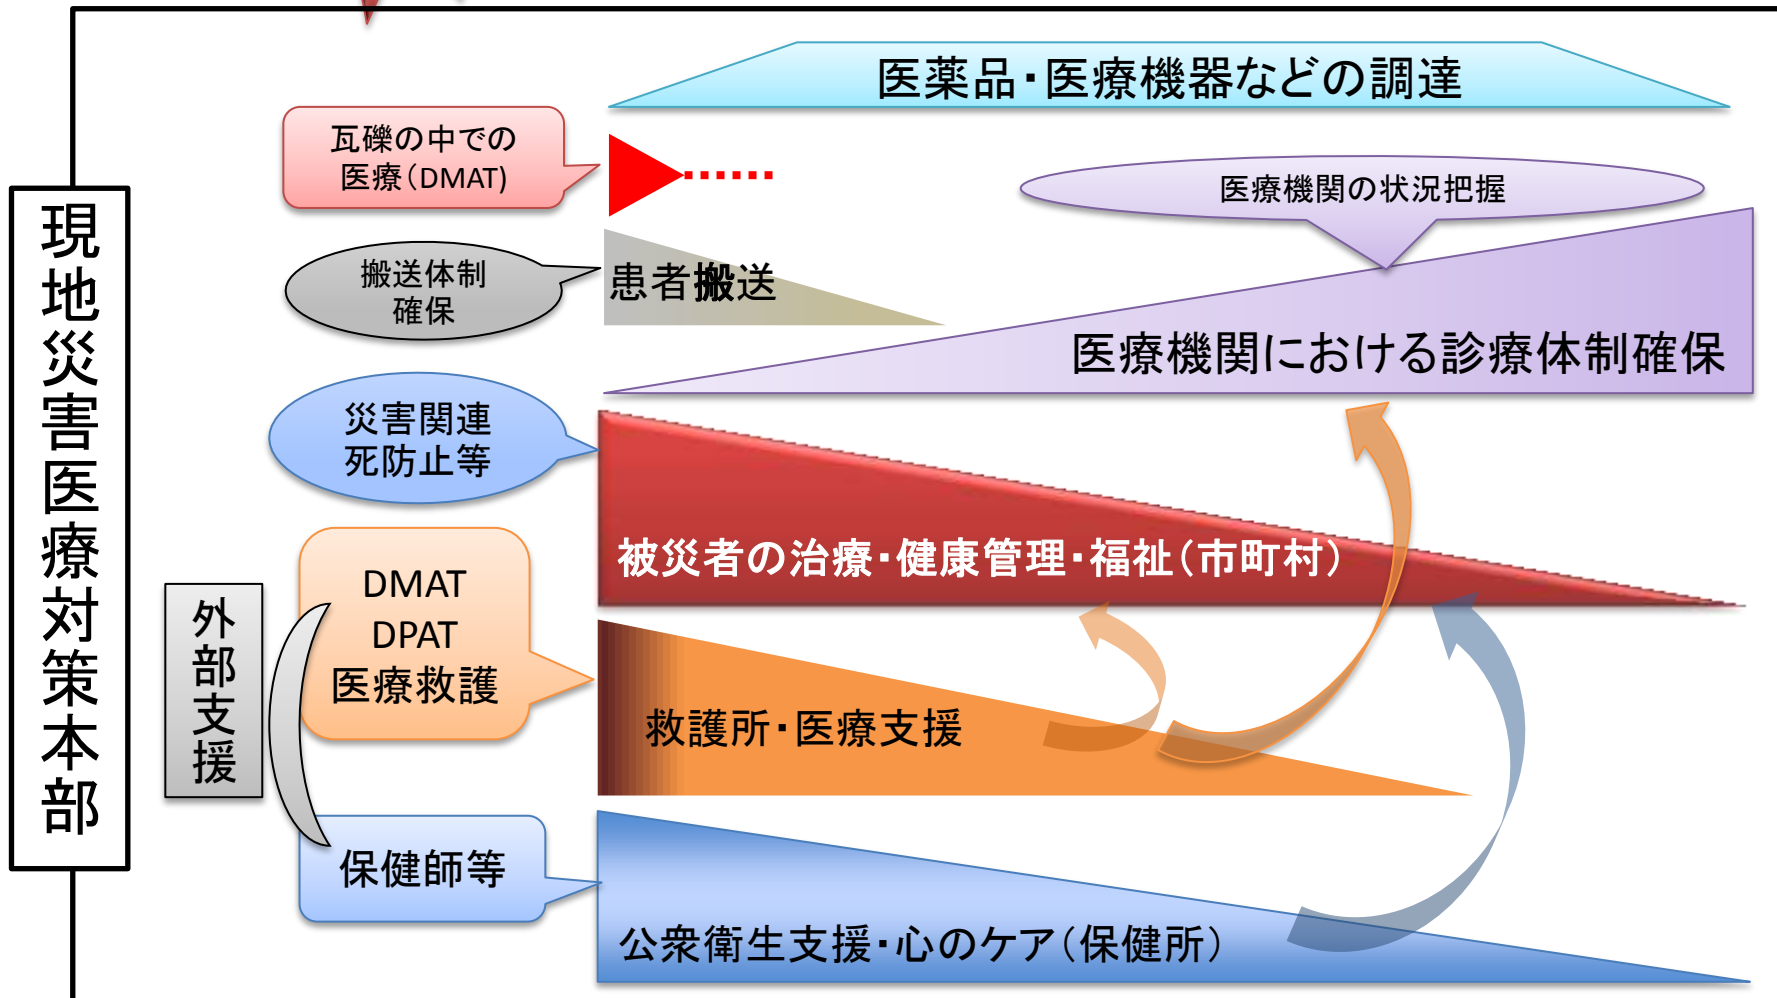 現地災害医療対策本部
医薬品・医療機器などの調達
瓦礫の中での
医療（DMAT)
医療機関の状況把握
搬送体制
確保
患者搬送
医療機関における診療体制確保
災害関連
死防止等
被災者の治療・健康管理・福祉（市町村）
外部支援
DMAT
DPAT
医療救護
救護所・医療支援
保健師等
公衆衛生支援・心のケア（保健所）